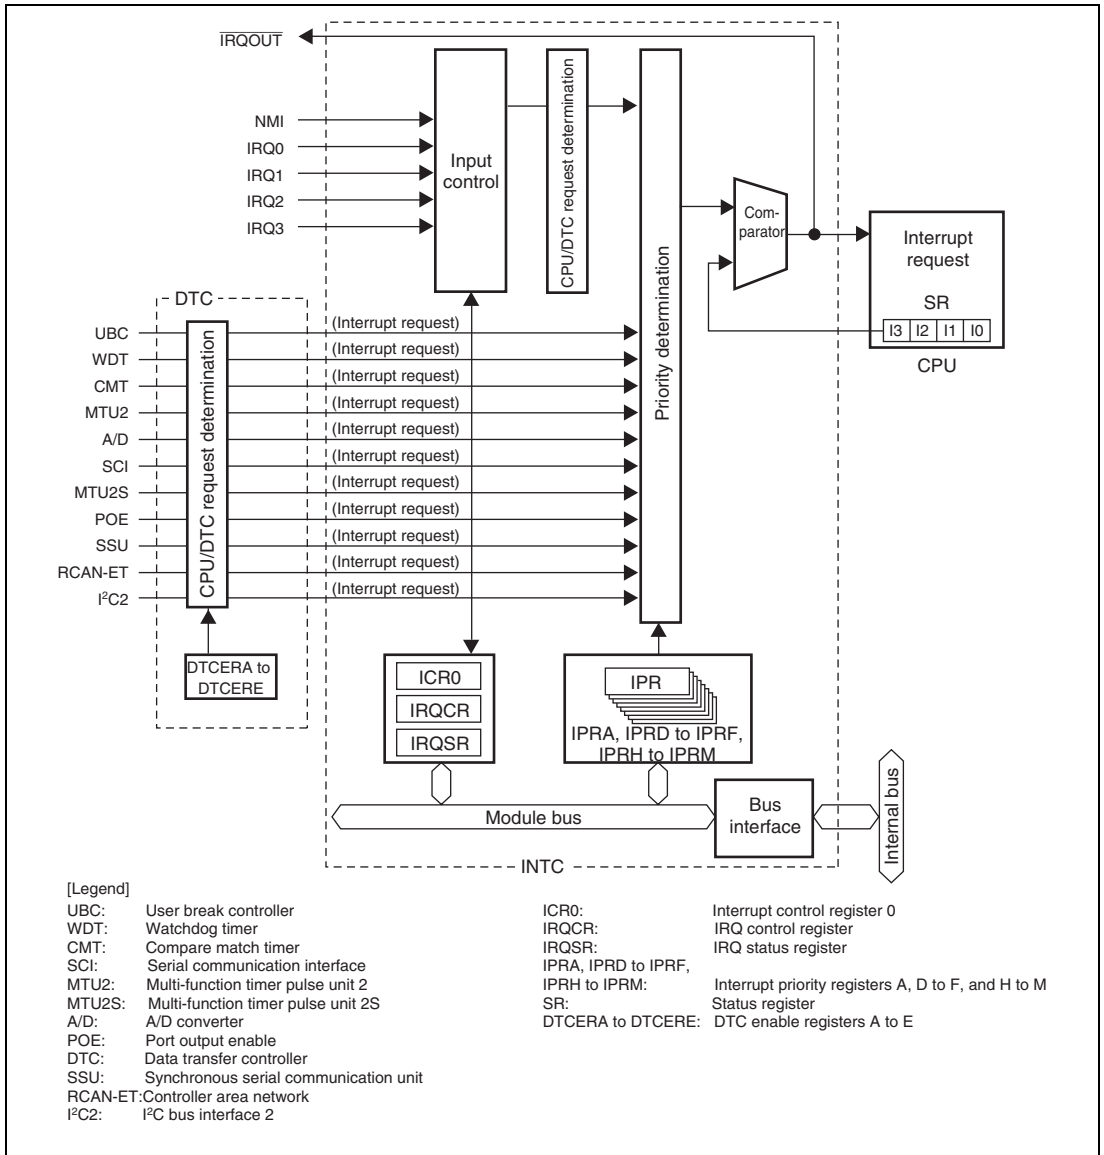 IRQOUT
NMI
IRQ0
IRQ1
IRQ2
IRQ3
Input
control
CPU/DTC request determination
Priority determination
Com-
parator
Interrupt
request
SR
I3 I2 I1 I0
CPU
DTC
UBC
WDT
CMT
MTU2
A/D
SCI
MTU2S
POE
SSU
RCAN-ET
I²C2
CPU/DTC request determination
(Interrupt request)
(Interrupt request)
(Interrupt request)
(Interrupt request)
(Interrupt request)
(Interrupt request)
(Interrupt request)
(Interrupt request)
(Interrupt request)
(Interrupt request)
(Interrupt request)
DTCERA to
DTCERE
ICR0
IRQCR
IRQSR
IPR
IPRA, IPRD to IPRF,
IPRH to IPRM
Module bus
Bus
interface
Internal bus
INTC
[Legend]
UBC: User break controller
WDT: Watchdog timer
CMT: Compare match timer
SCI: Serial communication interface
MTU2: Multi-function timer pulse unit 2
MTU2S: Multi-function timer pulse unit 2S
A/D: A/D converter
POE: Port output enable
DTC: Data transfer controller
SSU: Synchronous serial communication unit
RCAN-ET:Controller area network
I²C2: I²C bus interface 2
ICR0: Interrupt control register 0
IRQCR: IRQ control register
IRQSR: IRQ status register
IPRA, IPRD to IPRF,
IPRH to IPRM: Interrupt priority registers A, D to F, and H to M
SR: Status register
DTCERA to DTCERE: DTC enable registers A to E